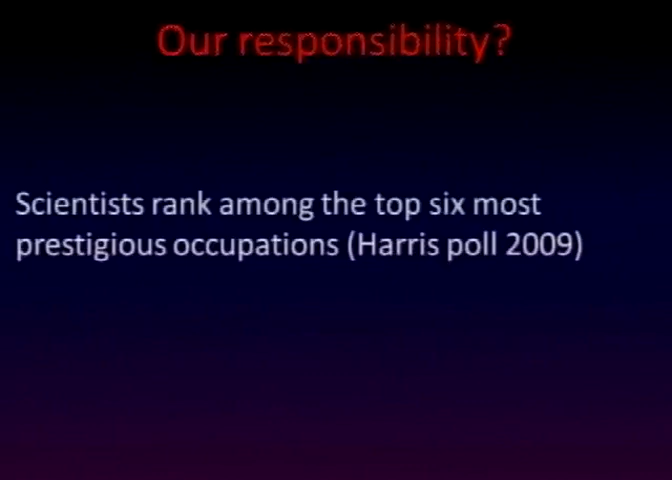 Our responsibility?
Scientists rank among the top six most
prestigious occupations (Harris poll 2009)